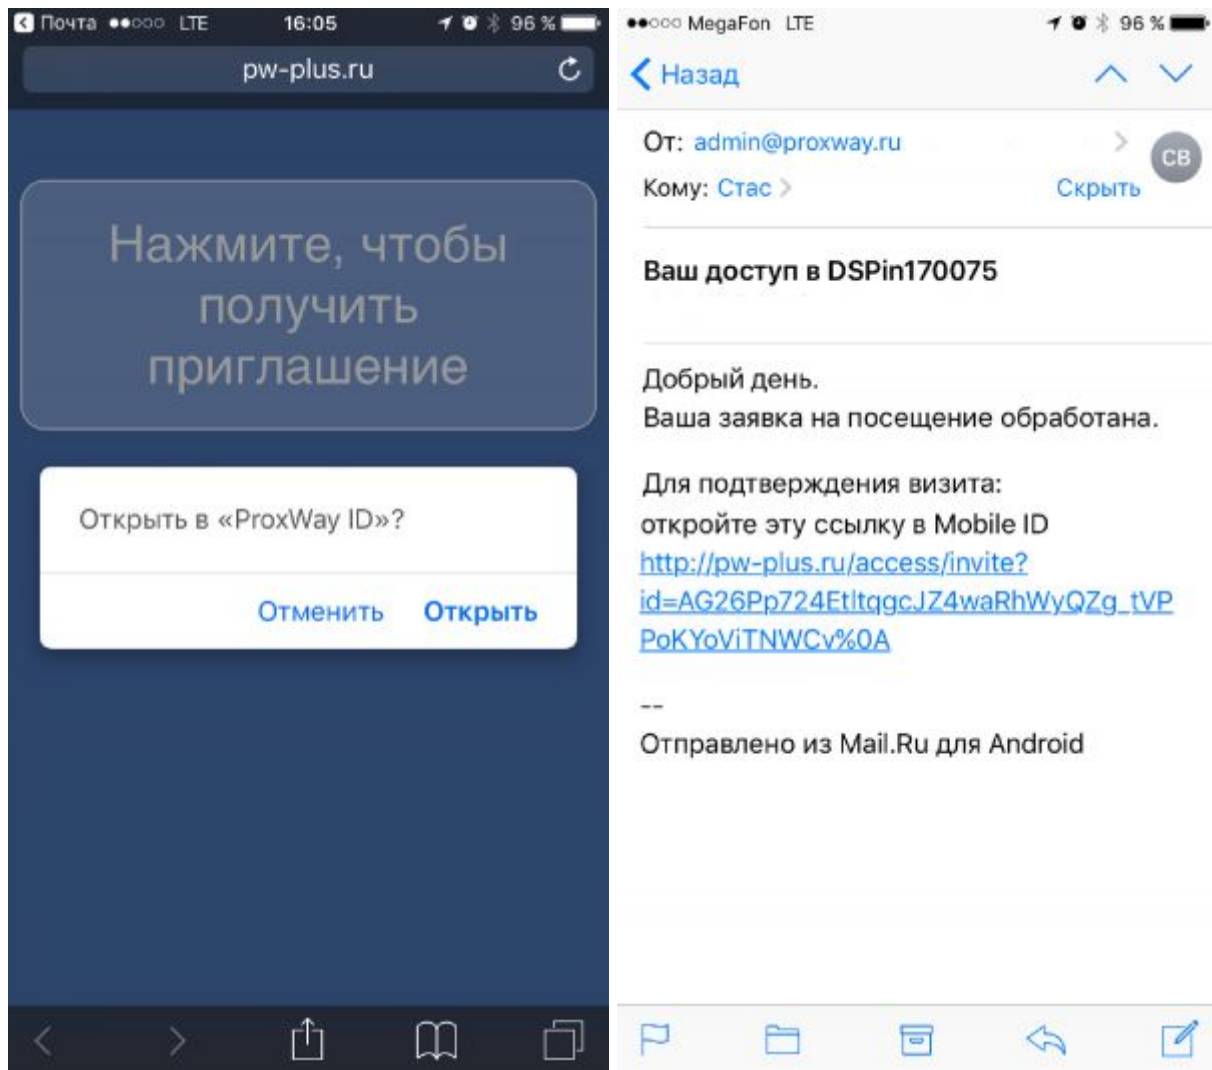 Почта LTE 16:05 96 %
pw-plus.ru
Нажмите, чтобы
получить
приглашение
Открыть в «ProxWay ID»?
Отменить Открыть
MegaFon LTE 96 %
Назад
От: admin@proxway.ru
СВ
Кому: Стас
Скрыть
Ваш доступ в DSPin170075
Добрый день.
Ваша заявка на посещение обработана.
Для подтверждения визита:
откройте эту ссылку в Mobile ID
http://pw-plus.ru/access/invite?
id=AG26Pp724EtltqgcJZ4waRhWyQZg_tVP
PoKYoViTNWCv%0A
--
Отправлено из Mail.Ru для Android